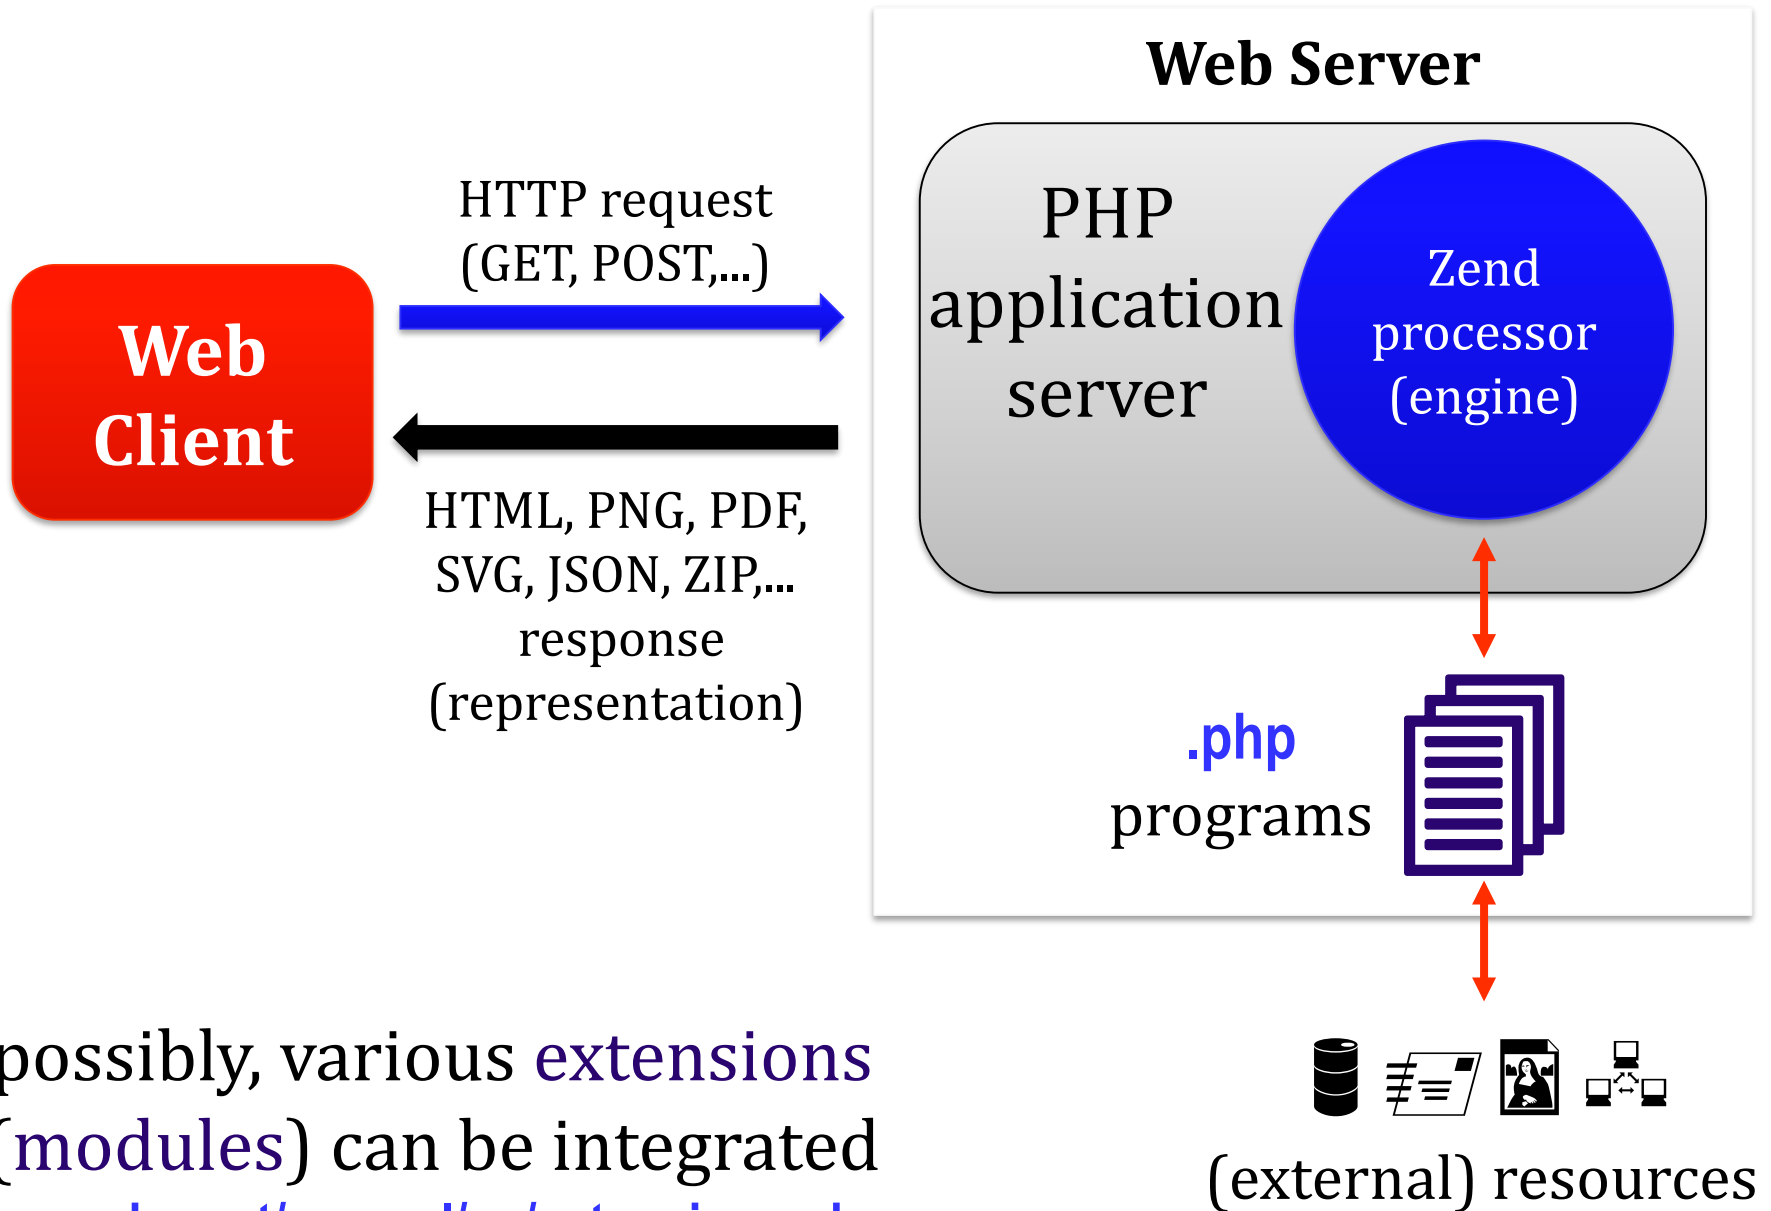 Web Server
HTTP request
(GET, POST,...)
PHP
application
server
Zend
processor
(engine)
Web
Client
HTML, PNG, PDF,
SVG, JSON, ZIP,...
response
(representation)
.php
programs
possibly, various extensions
(modules) can be integrated
(external) resources